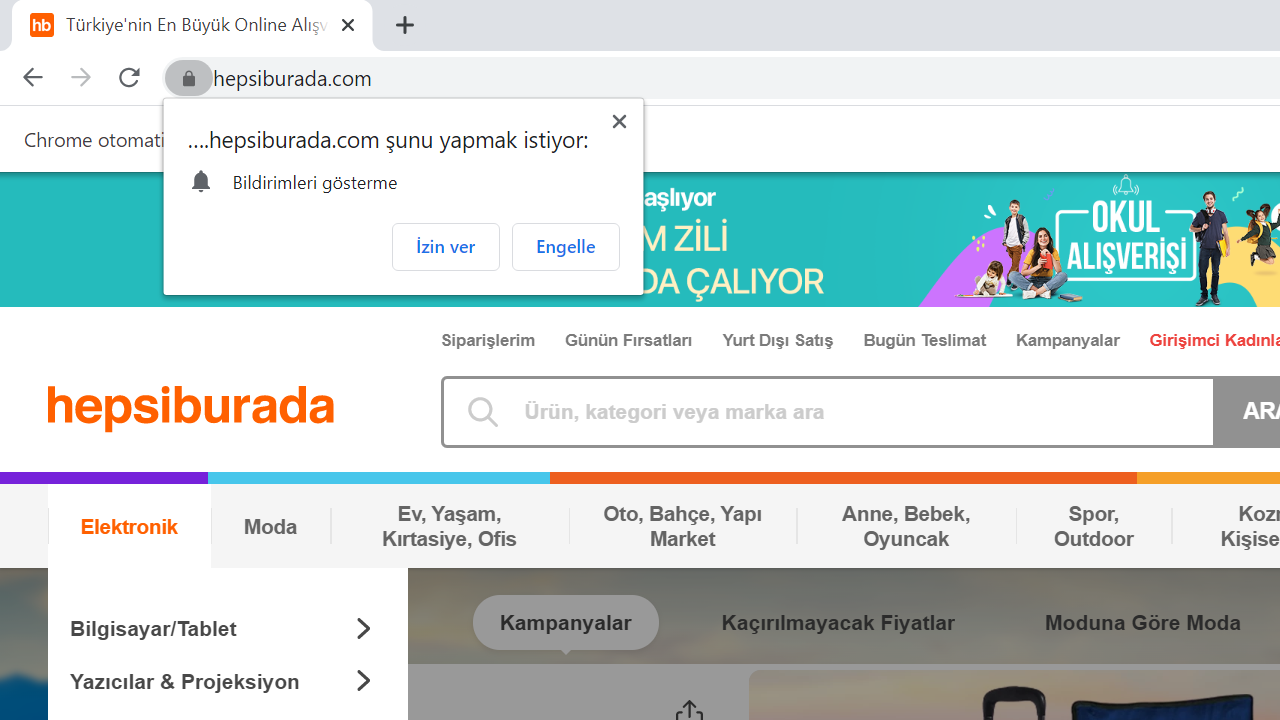 hb Türkiye'nin En Büyük Online Alışv
hepsiburada.com
Chrome otomati
....hepsiburada.com şunu yapmak istiyor:
Bildirimleri gösterme
İzin ver
Engelle
aşlıyor
M ZİLİ
DA ÇALIYOR
OKUL
ALIŞVERİŞİ
Siparişlerim
Günün Fırsatları
Yurt Dışı Satış
Bugün Teslimat
Kampanyalar
Girişimci Kadınla
hepsiburada
Ürün, kategori veya marka ara
ARA
Elektronik
Moda
Ev, Yaşam,
Kırtasiye, Ofis
Oto, Bahçe, Yapı
Market
Anne, Bebek,
Oyuncak
Spor,
Outdoor
Koz
Kişise
Bilgisayar/Tablet
Yazıcılar & Projeksiyon
Kampanyalar
Kaçırılmayacak Fiyatlar
Moduna Göre Moda